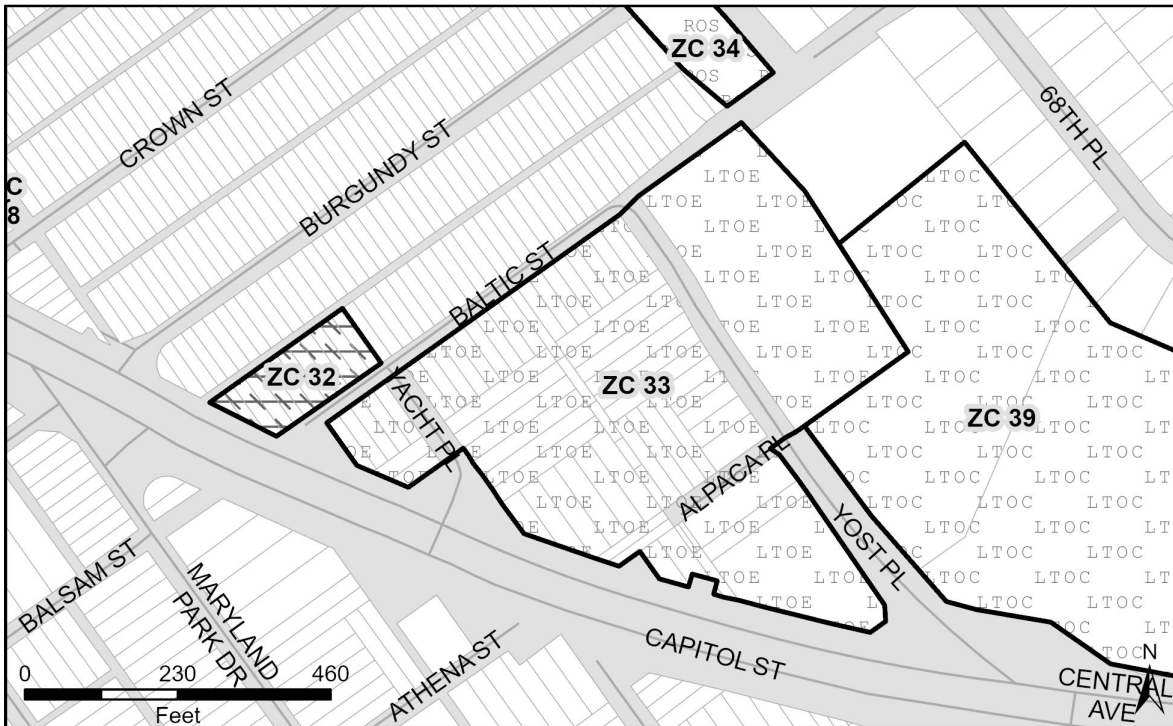 ROS
ZC 34
ROS
CROWN ST
68TH PL
BURGUNDY ST
C
8
LTOE
LTOC
BALTIC ST
ZC 32
YACHT PL
ZC 33
ZC 39
ALPACA PL
YOST PL
BALSAM ST
MARYLAND
PARK DR
ATHENA ST
CAPITOL ST
CENTRAL
AVE
N
0 230 460
Feet